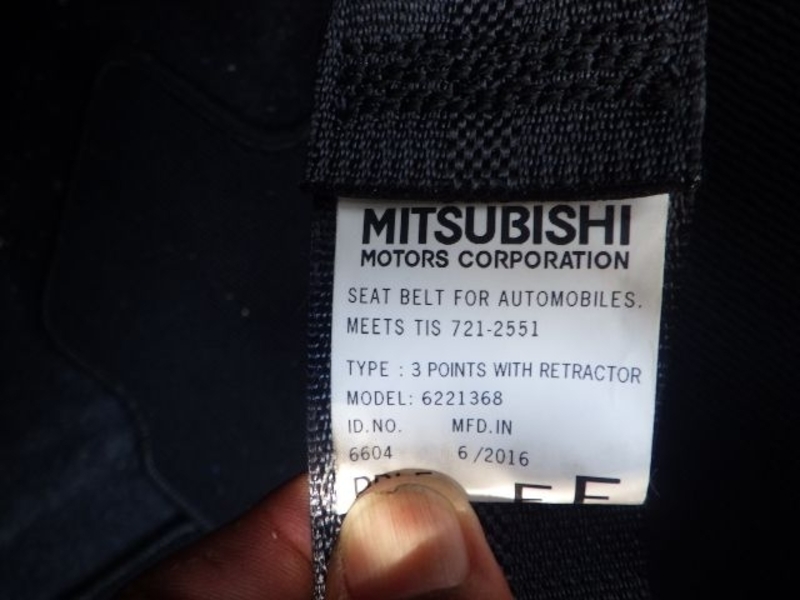 MITSUBISHI
MOTORS CORPORATION
SEAT BELT FOR AUTOMOBILES.
MEETS TIS 721-2551
TYPE : 3 POINTS WITH RETRACTOR
MODEL: 6221368
ID.NO. MFD.IN
6604 6/2016